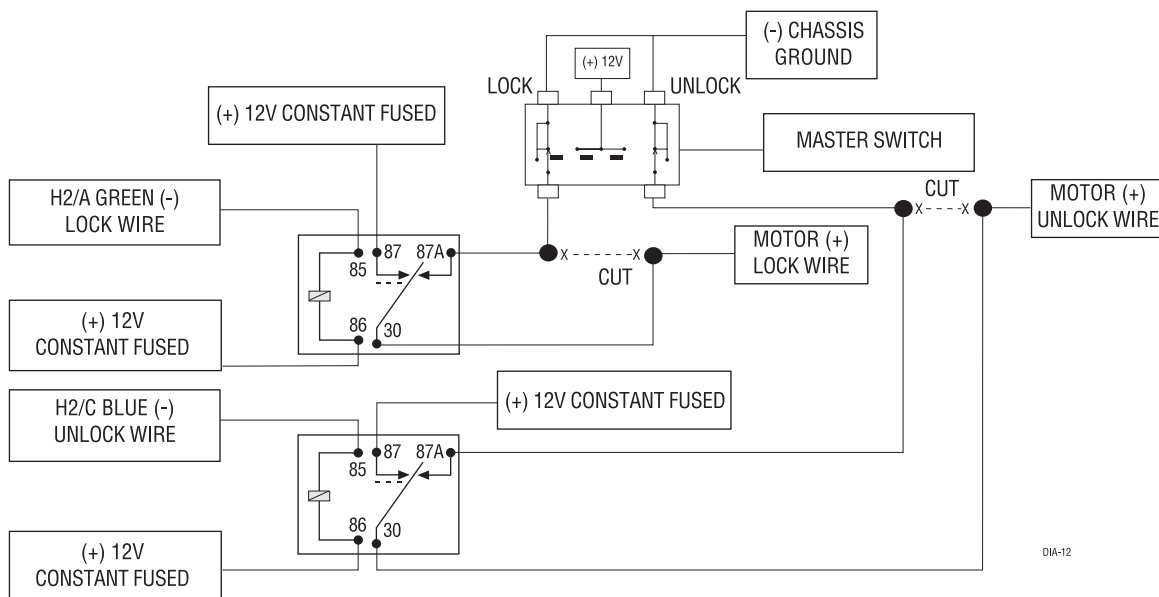 (-) CHASSIS
GROUND
(+) 12V
LOCK
UNLOCK
(+) 12V CONSTANT FUSED
MASTER SWITCH
H2/A GREEN (-)
LOCK WIRE
CUT
MOTOR (+)
UNLOCK WIRE
X
X
87
87A
85
X
X
CUT
MOTOR (+)
LOCK WIRE
(+) 12V
CONSTANT FUSED
86
30
H2/C BLUE (-)
UNLOCK WIRE
(+) 12V CONSTANT FUSED
87
87A
85
86
30
(+) 12V
CONSTANT FUSED
DIA-12